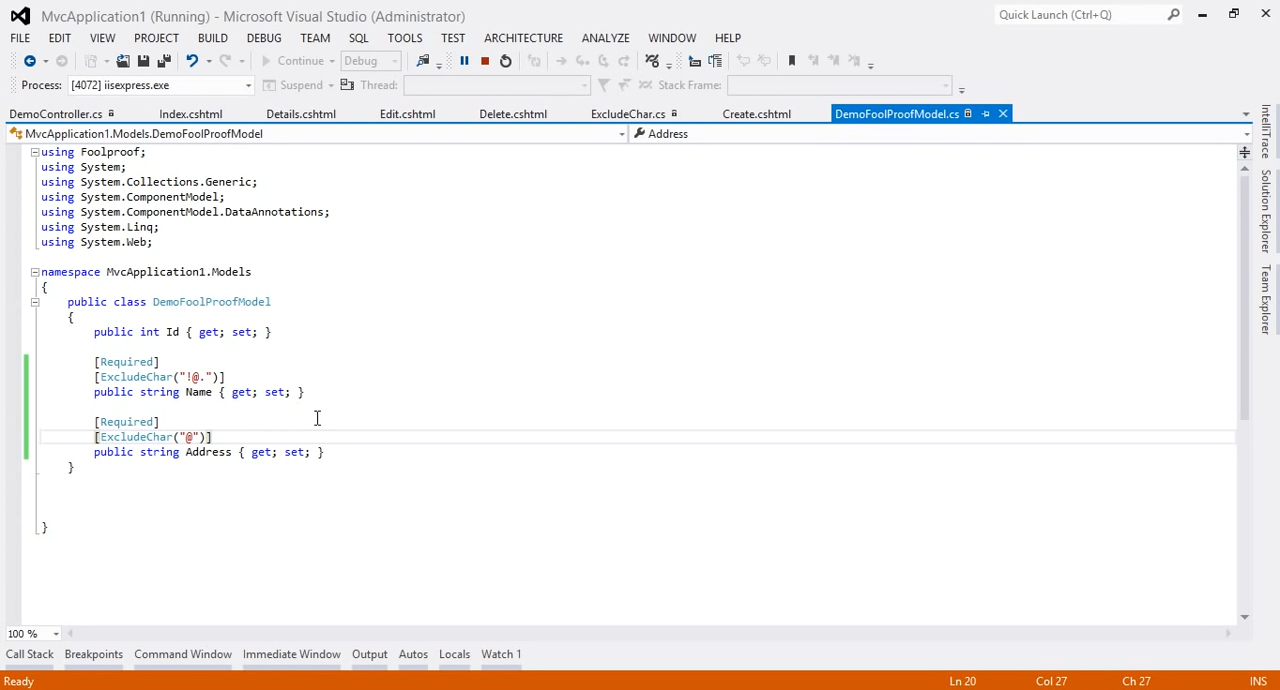 MvcApplication1 (Running) - Microsoft Visual Studio (Administrator)
Quick Launch (Ctrl+Q)
FILE EDIT VIEW PROJECT BUILD DEBUG TEAM SQL TOOLS TEST ARCHITECTURE ANALYZE WINDOW HELP
Continue Debug
Process: [4072] iisexpress.exe Suspend Thread: Stack Frame:
DemoController.cs Index.cshtml Details.cshtml Edit.cshtml Delete.cshtml ExcludeChar.cs Create.cshtml DemoFoolProofModel.cs
MvcApplication1.Models.DemoFoolProofModel Address
using Foolproof;
using System;
using System.Collections.Generic;
using System.ComponentModel;
using System.ComponentModel.DataAnnotations;
using System.Linq;
using System.Web;
namespace MvcApplication1.Models
{
public class DemoFoolProofModel
{
public int Id { get; set; }
[Required]
[ExcludeChar("!@.")]
public string Name { get; set; }
[Required]
[ExcludeChar("@")]
public string Address { get; set; }
}
}
IntelliTrace
Solution Explorer
Team Explorer
100 %
Call Stack Breakpoints Command Window Immediate Window Output Autos Locals Watch 1
Ready Ln 20 Col 27 Ch 27 INS